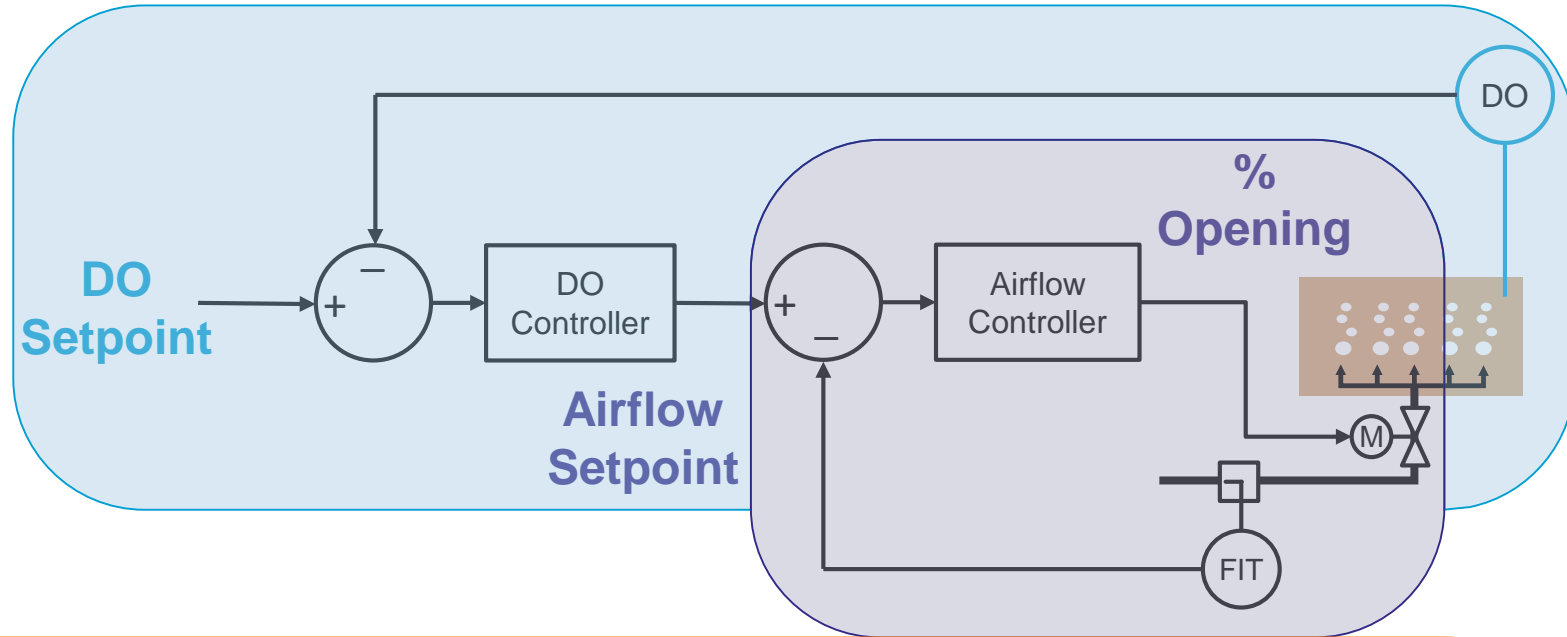 DO
%
Opening
DO
Setpoint
–
+
DO
Controller
+
–
Airflow
Controller
Airflow
Setpoint
M
FIT